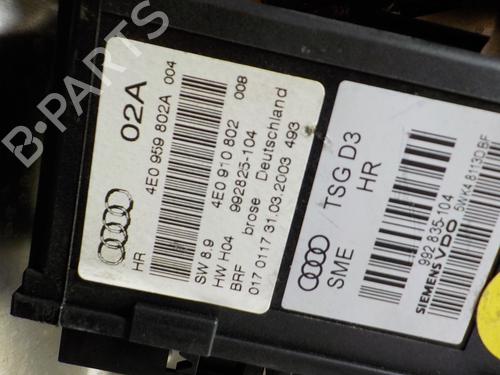 02A
4E0 959 802A 004
HR
SW 8.9
4E0 910 802 008
HW H04 992825-104
BRF brose Deutschland
017 0117 31.03.2003 493
TSG D3
HR
SME
992 835-104
SIEMENS VDO 5WK4 8113D BF
B-PARTS